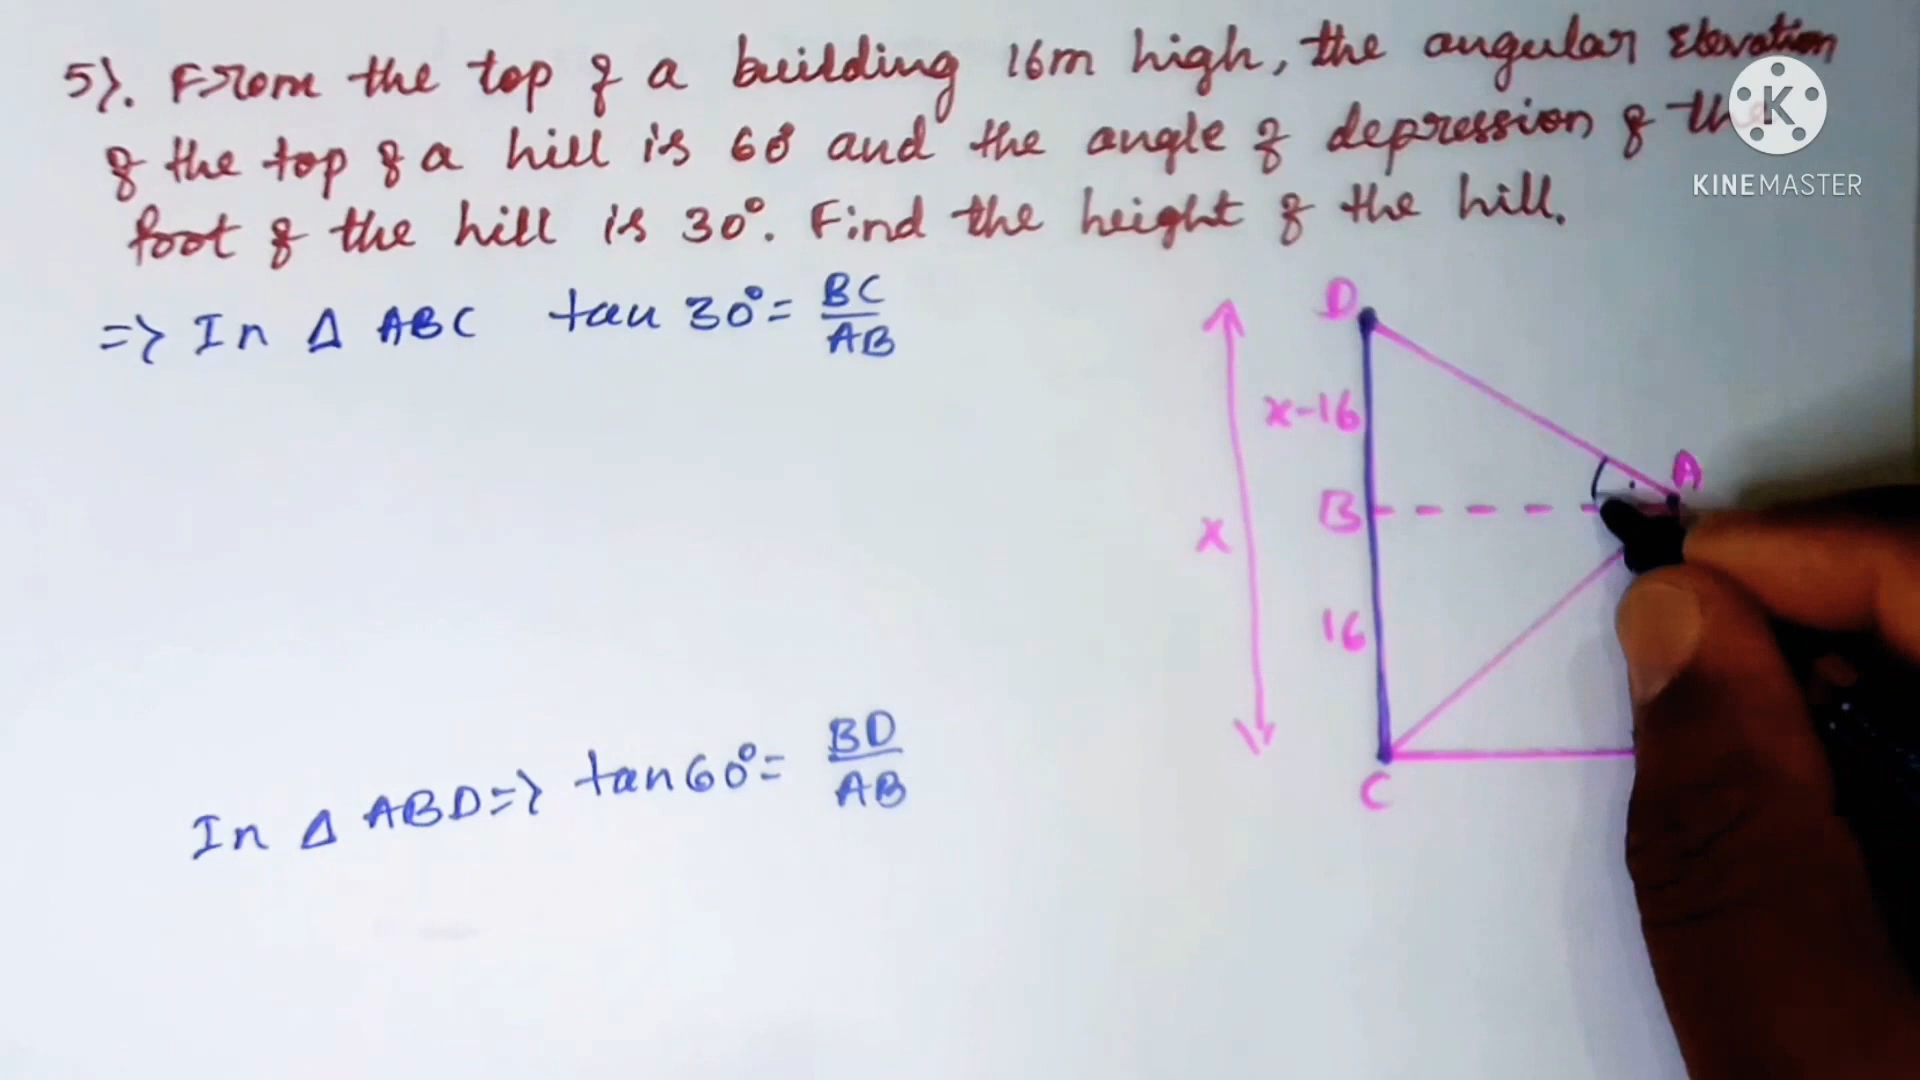 5). From the top of a building 16m high, the angular Elevation
of the top of a hill is 60° and the angle of depression of the
foot of the hill is 30°. Find the height of the hill.
=> In Δ ABC tan 30° = BC/AB
In Δ ABD => tan 60° = BD/AB
D
x-16
A
B
x
16
C
K
KINEMASTER